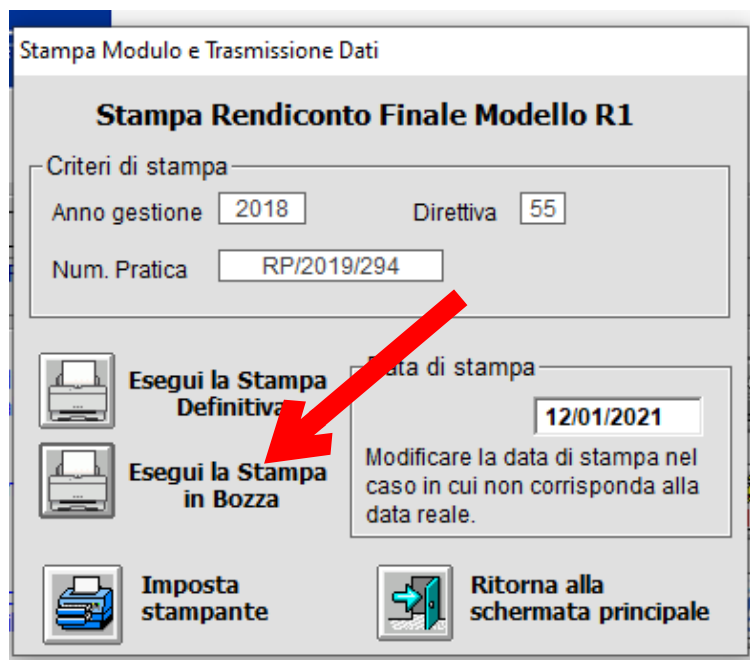 Stampa Modulo e Trasmissione Dati
Stampa Rendiconto Finale Modello R1
Criteri di stampa
Anno gestione 2018 Direttiva 55
Num. Pratica RP/2019/294
Esegui la Stampa
Definitiva
Data di stampa
12/01/2021
Modificare la data di stampa nel
caso in cui non corrisponda alla
data reale.
Esegui la Stampa
in Bozza
Imposta
stampante
Ritorna alla
schermata principale